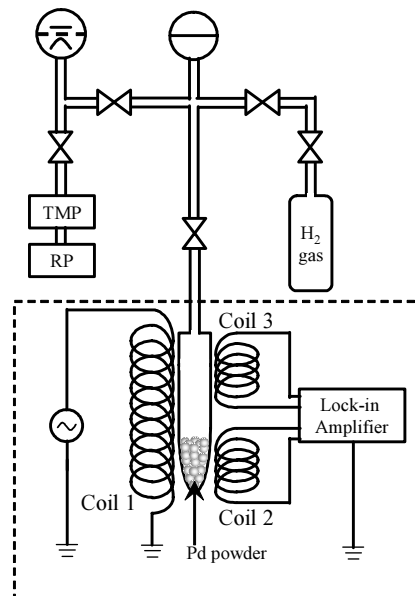 TMP
RP
H2
gas
Coil 3
Lock-in
Amplifier
Coil 1
Coil 2
Pd powder